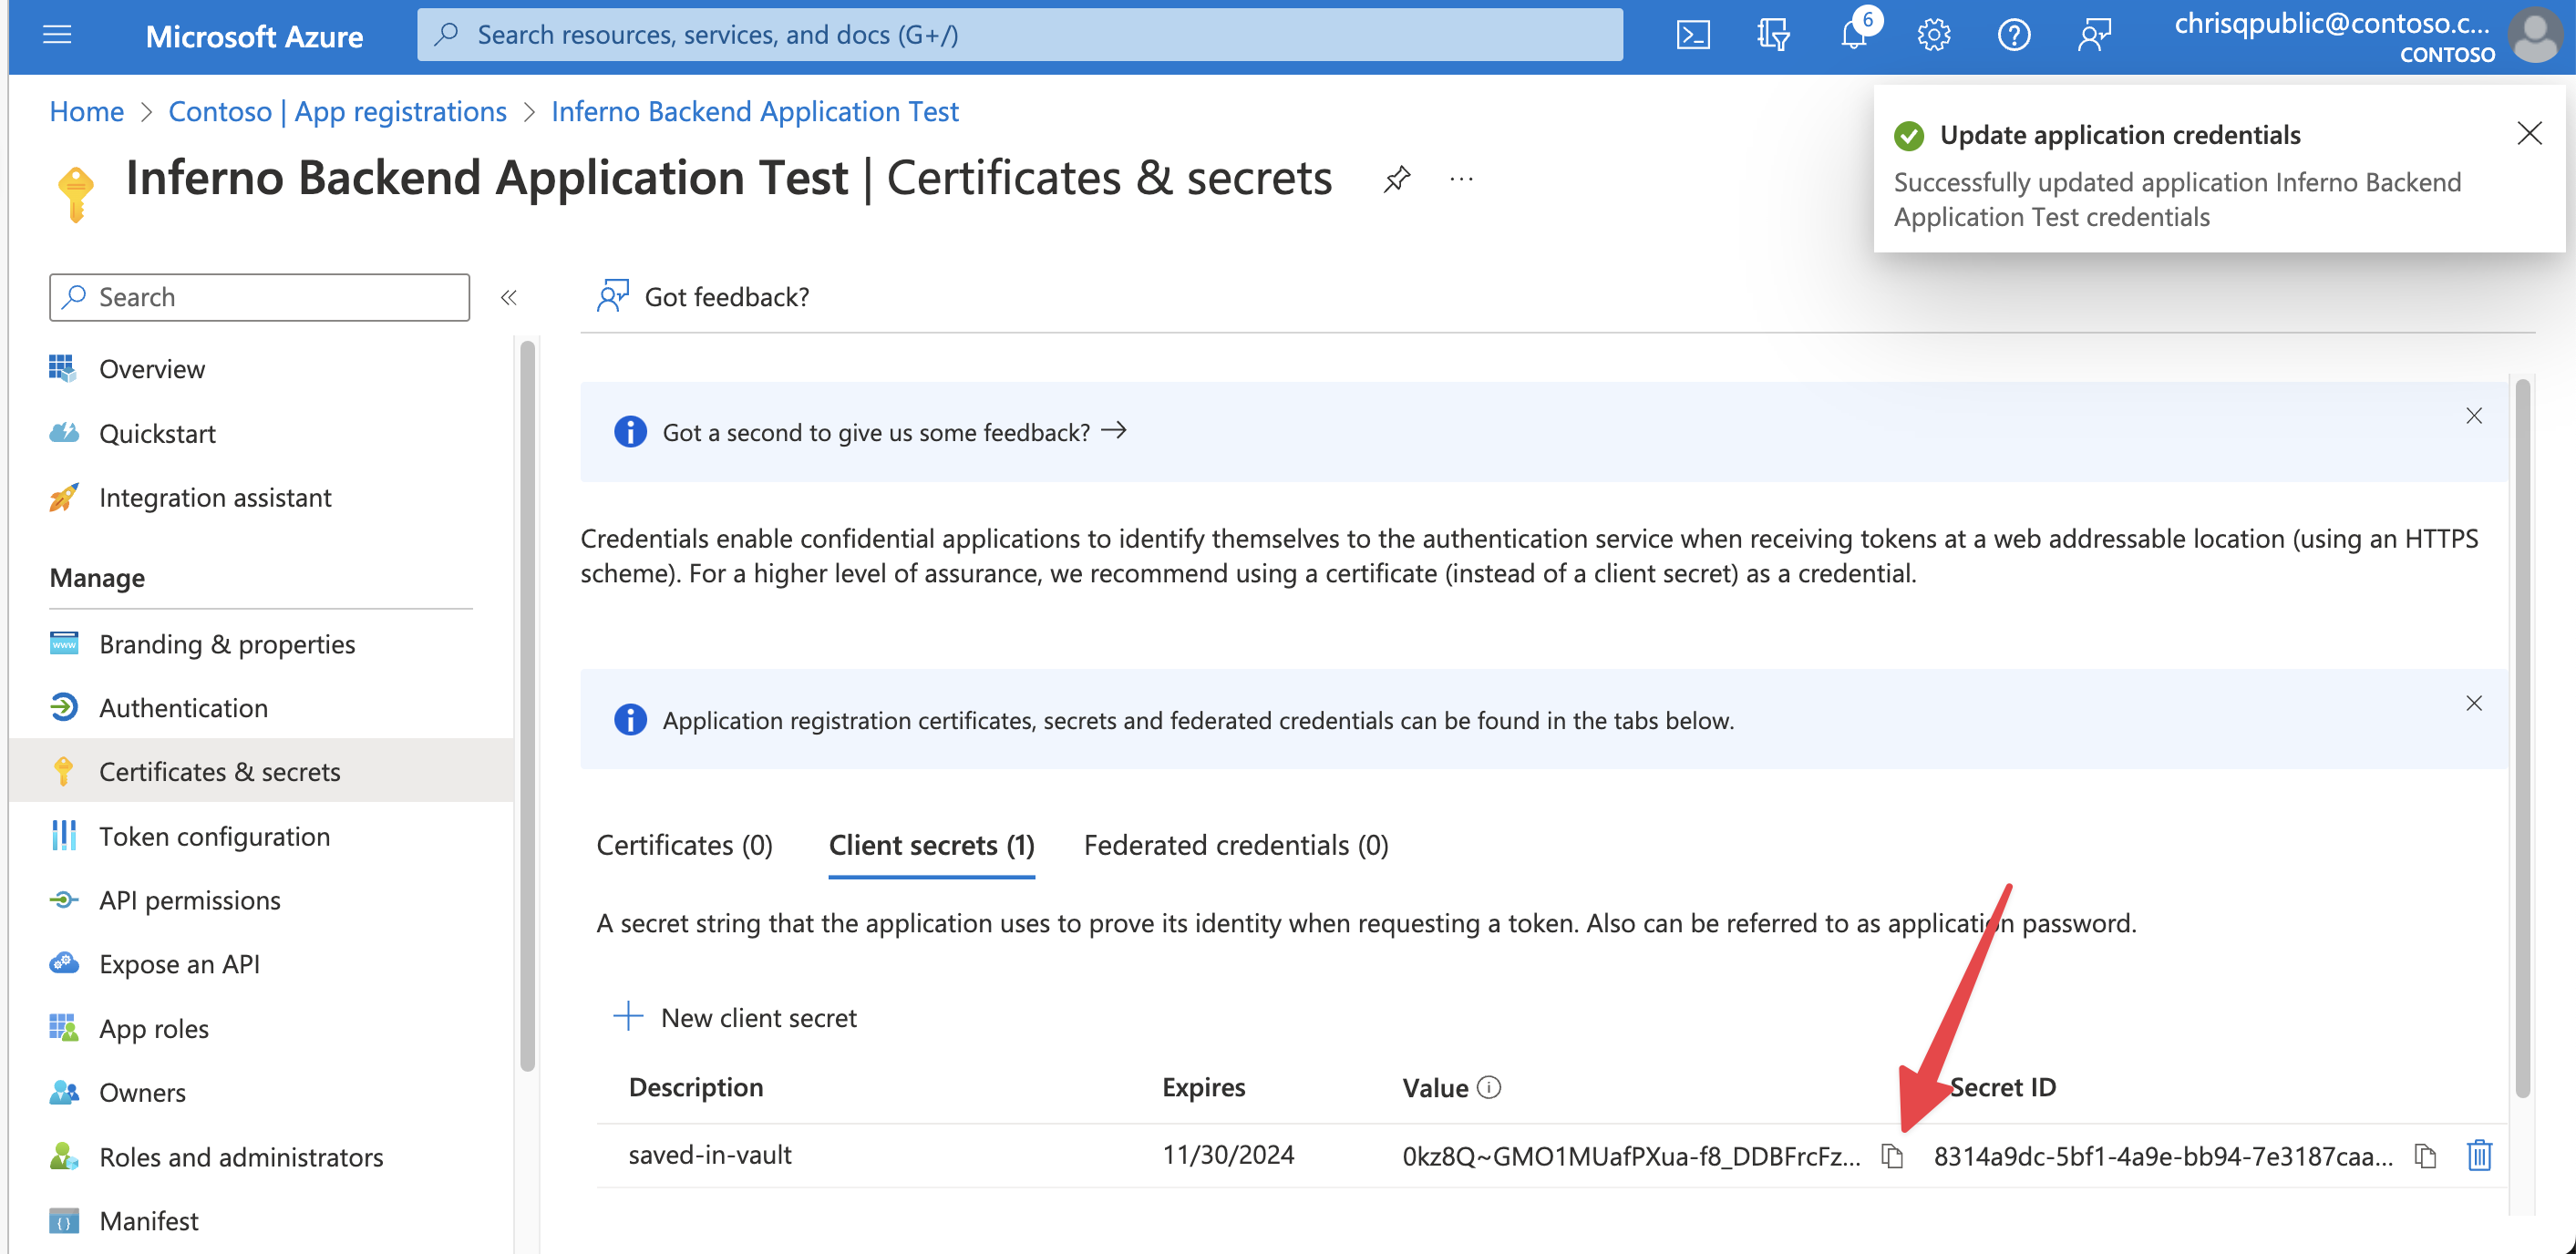 Microsoft Azure
Search resources, services, and docs (G+/)
6
chrisqpublic@contoso.c...
CONTOSO
Home > Contoso | App registrations > Inferno Backend Application Test
Inferno Backend Application Test | Certificates & secrets
...
Update application credentials
Successfully updated application Inferno Backend
Application Test credentials
Search
«
Got feedback?
Overview
Quickstart
Integration assistant
Manage
Branding & properties
Authentication
Certificates & secrets
Token configuration
API permissions
Expose an API
App roles
Owners
Roles and administrators
Manifest
Got a second to give us some feedback? →
Credentials enable confidential applications to identify themselves to the authentication service when receiving tokens at a web addressable location (using an HTTPS
scheme). For a higher level of assurance, we recommend using a certificate (instead of a client secret) as a credential.
Application registration certificates, secrets and federated credentials can be found in the tabs below.
Certificates (0) Client secrets (1) Federated credentials (0)
A secret string that the application uses to prove its identity when requesting a token. Also can be referred to as application password.
New client secret
Description Expires Value Secret ID
saved-in-vault 11/30/2024 0kz8Q~GMO1MUafPXua-f8_DDBFrcFz... 8314a9dc-5bf1-4a9e-bb94-7e3187caa...